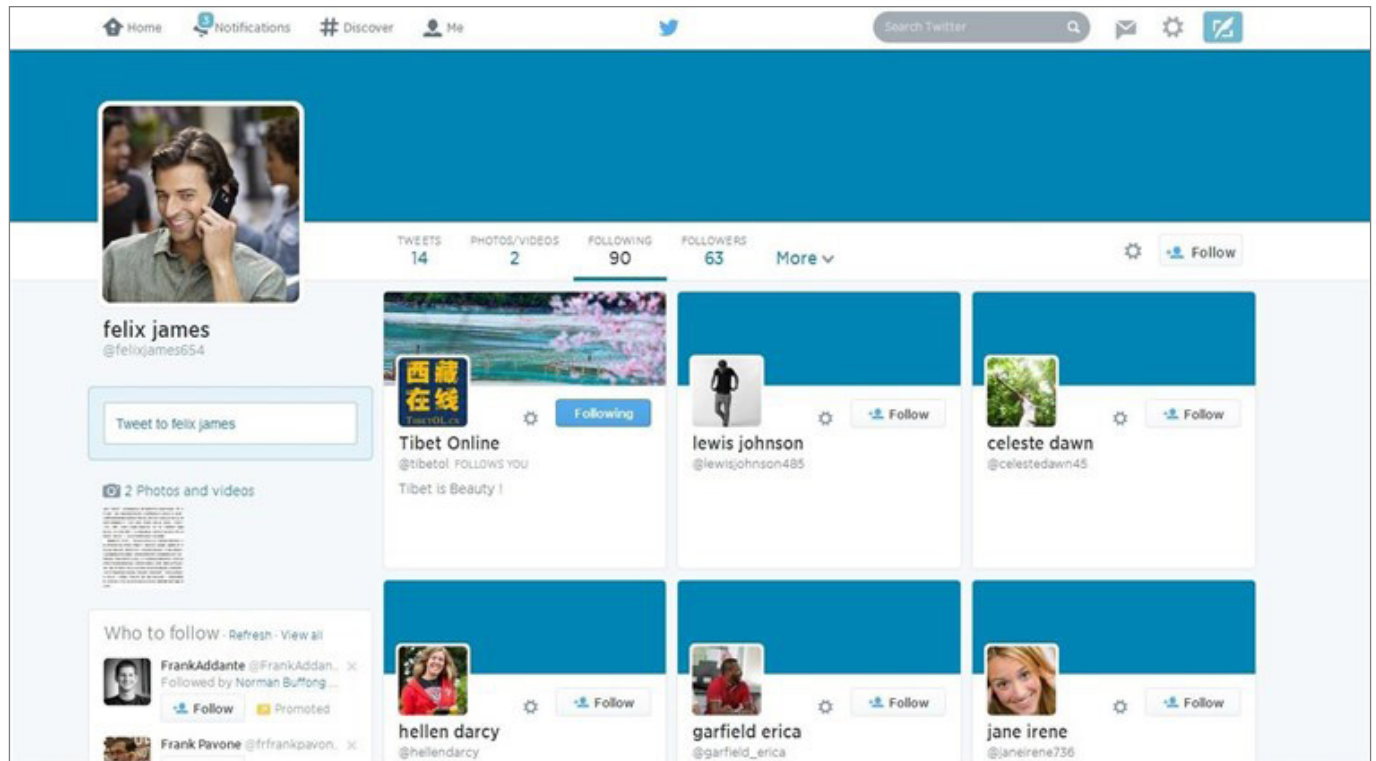 Home
3
Notifications
# Discover
Me
Search Twitter
TWEETS
14
PHOTOS/VIDEOS
2
FOLLOWING
90
FOLLOWERS
63
More
Follow
felix james
@felixjames654
Tweet to felix james
2 Photos and videos
Who to follow · Refresh · View all
FrankAddante @FrankAddan..
Followed by Norman Buffong ...
Follow
Promoted
Frank Pavone @frfrankpavon..
西藏
在线
TIBETOL.CN
Following
Tibet Online
@tibetol FOLLOWS YOU
Tibet is Beauty !
Follow
lewis johnson
@lewisjohnson485
Follow
celeste dawn
@celestedawn45
Follow
hellen darcy
@hellendarcy
Follow
garfield erica
@garfield_erica
Follow
jane irene
@janeirene736